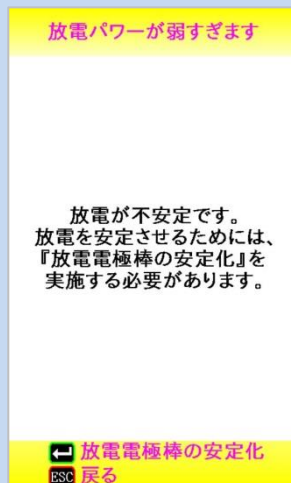 放電パワーが弱すぎます
放電が不安定です。
放電を安定させるためには、
『放電電極棒の安定化』を
実施する必要があります。
放電電極棒の安定化
ESC 戻る